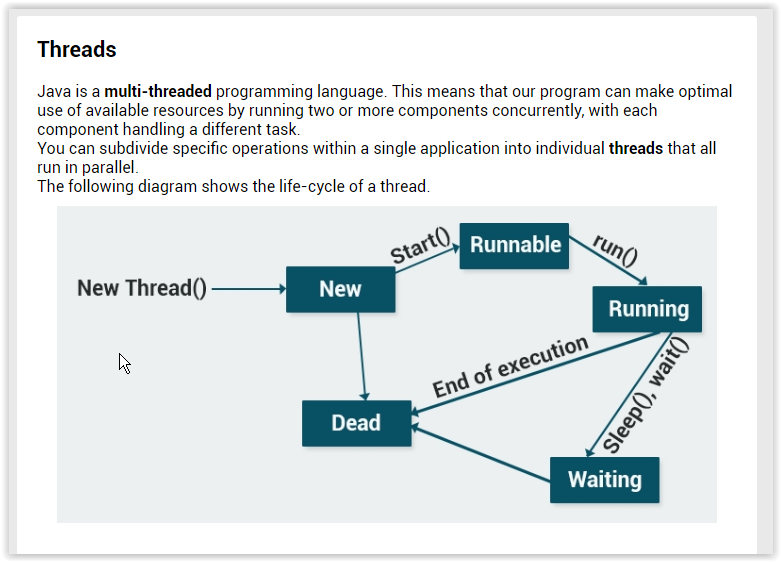 Threads
Java is a multi-threaded programming language. This means that our program can make optimal
use of available resources by running two or more components concurrently, with each
component handling a different task.
You can subdivide specific operations within a single application into individual threads that all
run in parallel.
The following diagram shows the life-cycle of a thread.
Start()
Runnable
run()
New Thread()
New
Running
End of execution
Sleep(), wait()
Dead
Waiting